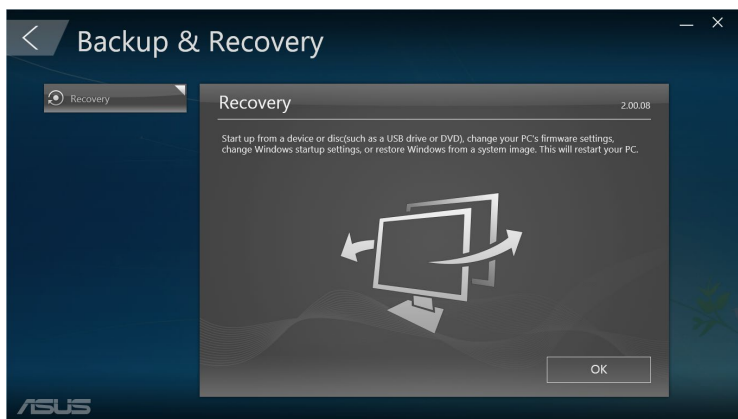 Backup & Recovery
Recovery
Recovery
2.00.08
Start up from a device or disc(such as a USB drive or DVD), change your PC's firmware settings,
change Windows startup settings, or restore Windows from a system image. This will restart your PC.
OK
ASUS